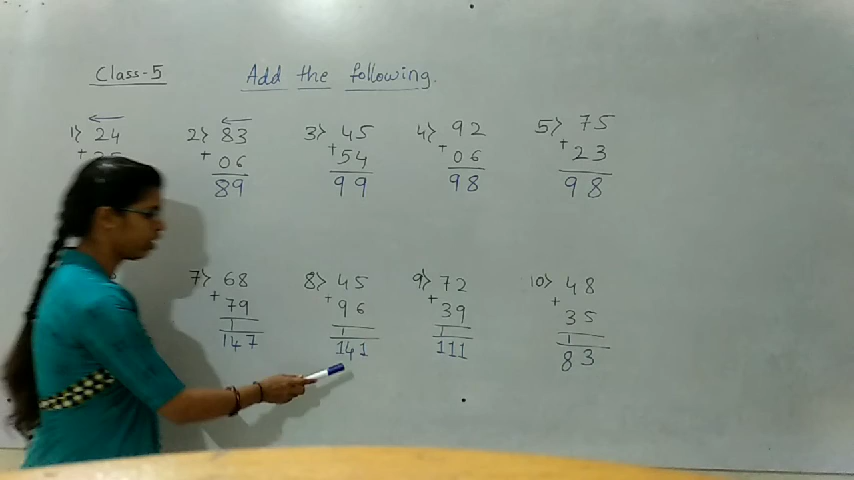 Class-5 Add the following.
1> 24 2> 83 3> 45 4> 92 5> 75
+ + 06 + 54 + 06 + 23
89 99 98 98
7> 68 8> 45 9> 72 10> 48
+ 79 + 96 + 39 + 35
1 1 1 1
147 141 111 83